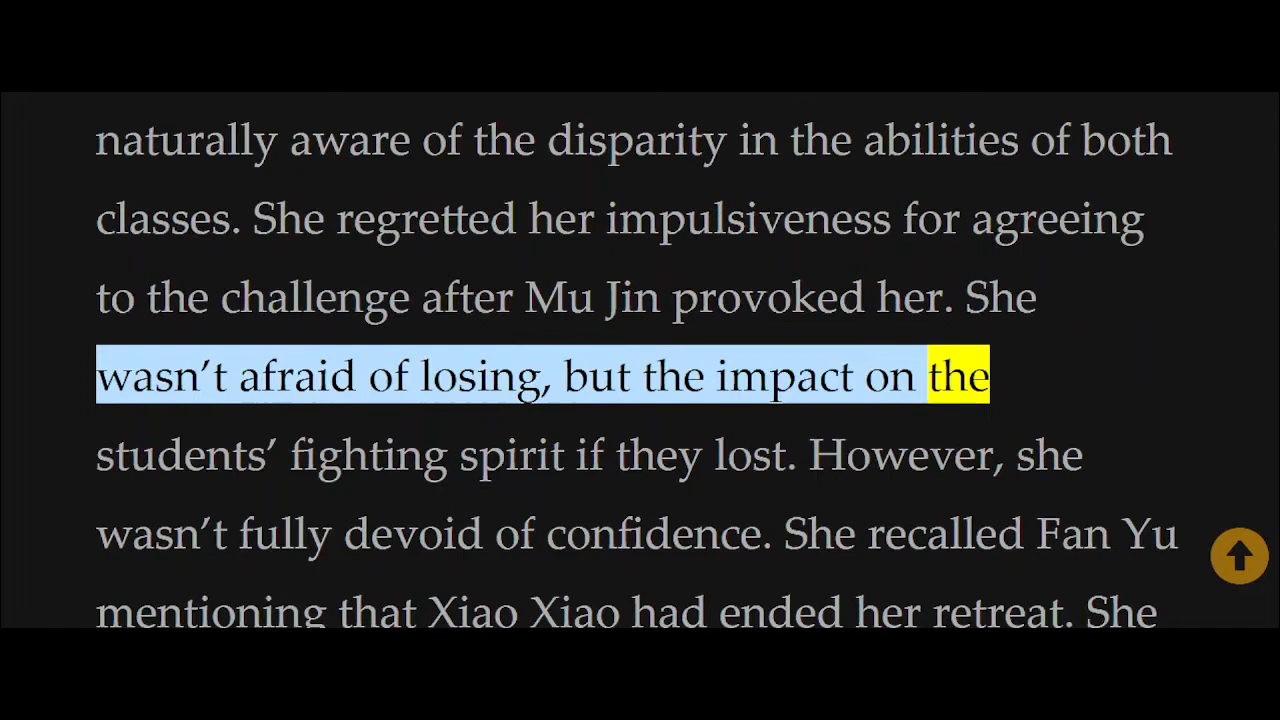 naturally aware of the disparity in the abilities of both
classes. She regretted her impulsiveness for agreeing
to the challenge after Mu Jin provoked her. She
wasn’t afraid of losing, but the impact on the
students’ fighting spirit if they lost. However, she
wasn’t fully devoid of confidence. She recalled Fan Yu
mentioning that Xiao Xiao had ended her retreat. She